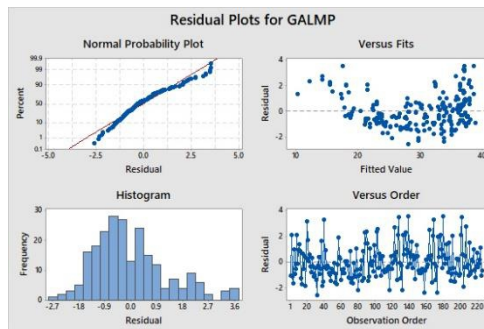 Residual Plots for GALMP
Normal Probability Plot
99.9
99
90
50
10
1
0.1
Percent
-5.0 -2.5 0.0 2.5 5.0
Residual
Versus Fits
4
2
0
-2
Residual
10 20 30 40
Fitted Value
Histogram
30
20
10
0
Frequency
-2.7 -1.8 -0.9 0.0 0.9 1.8 2.7 3.6
Residual
Versus Order
4
2
0
-2
Residual
1 20 40 60 80 100 120 140 160 180 200 220
Observation Order